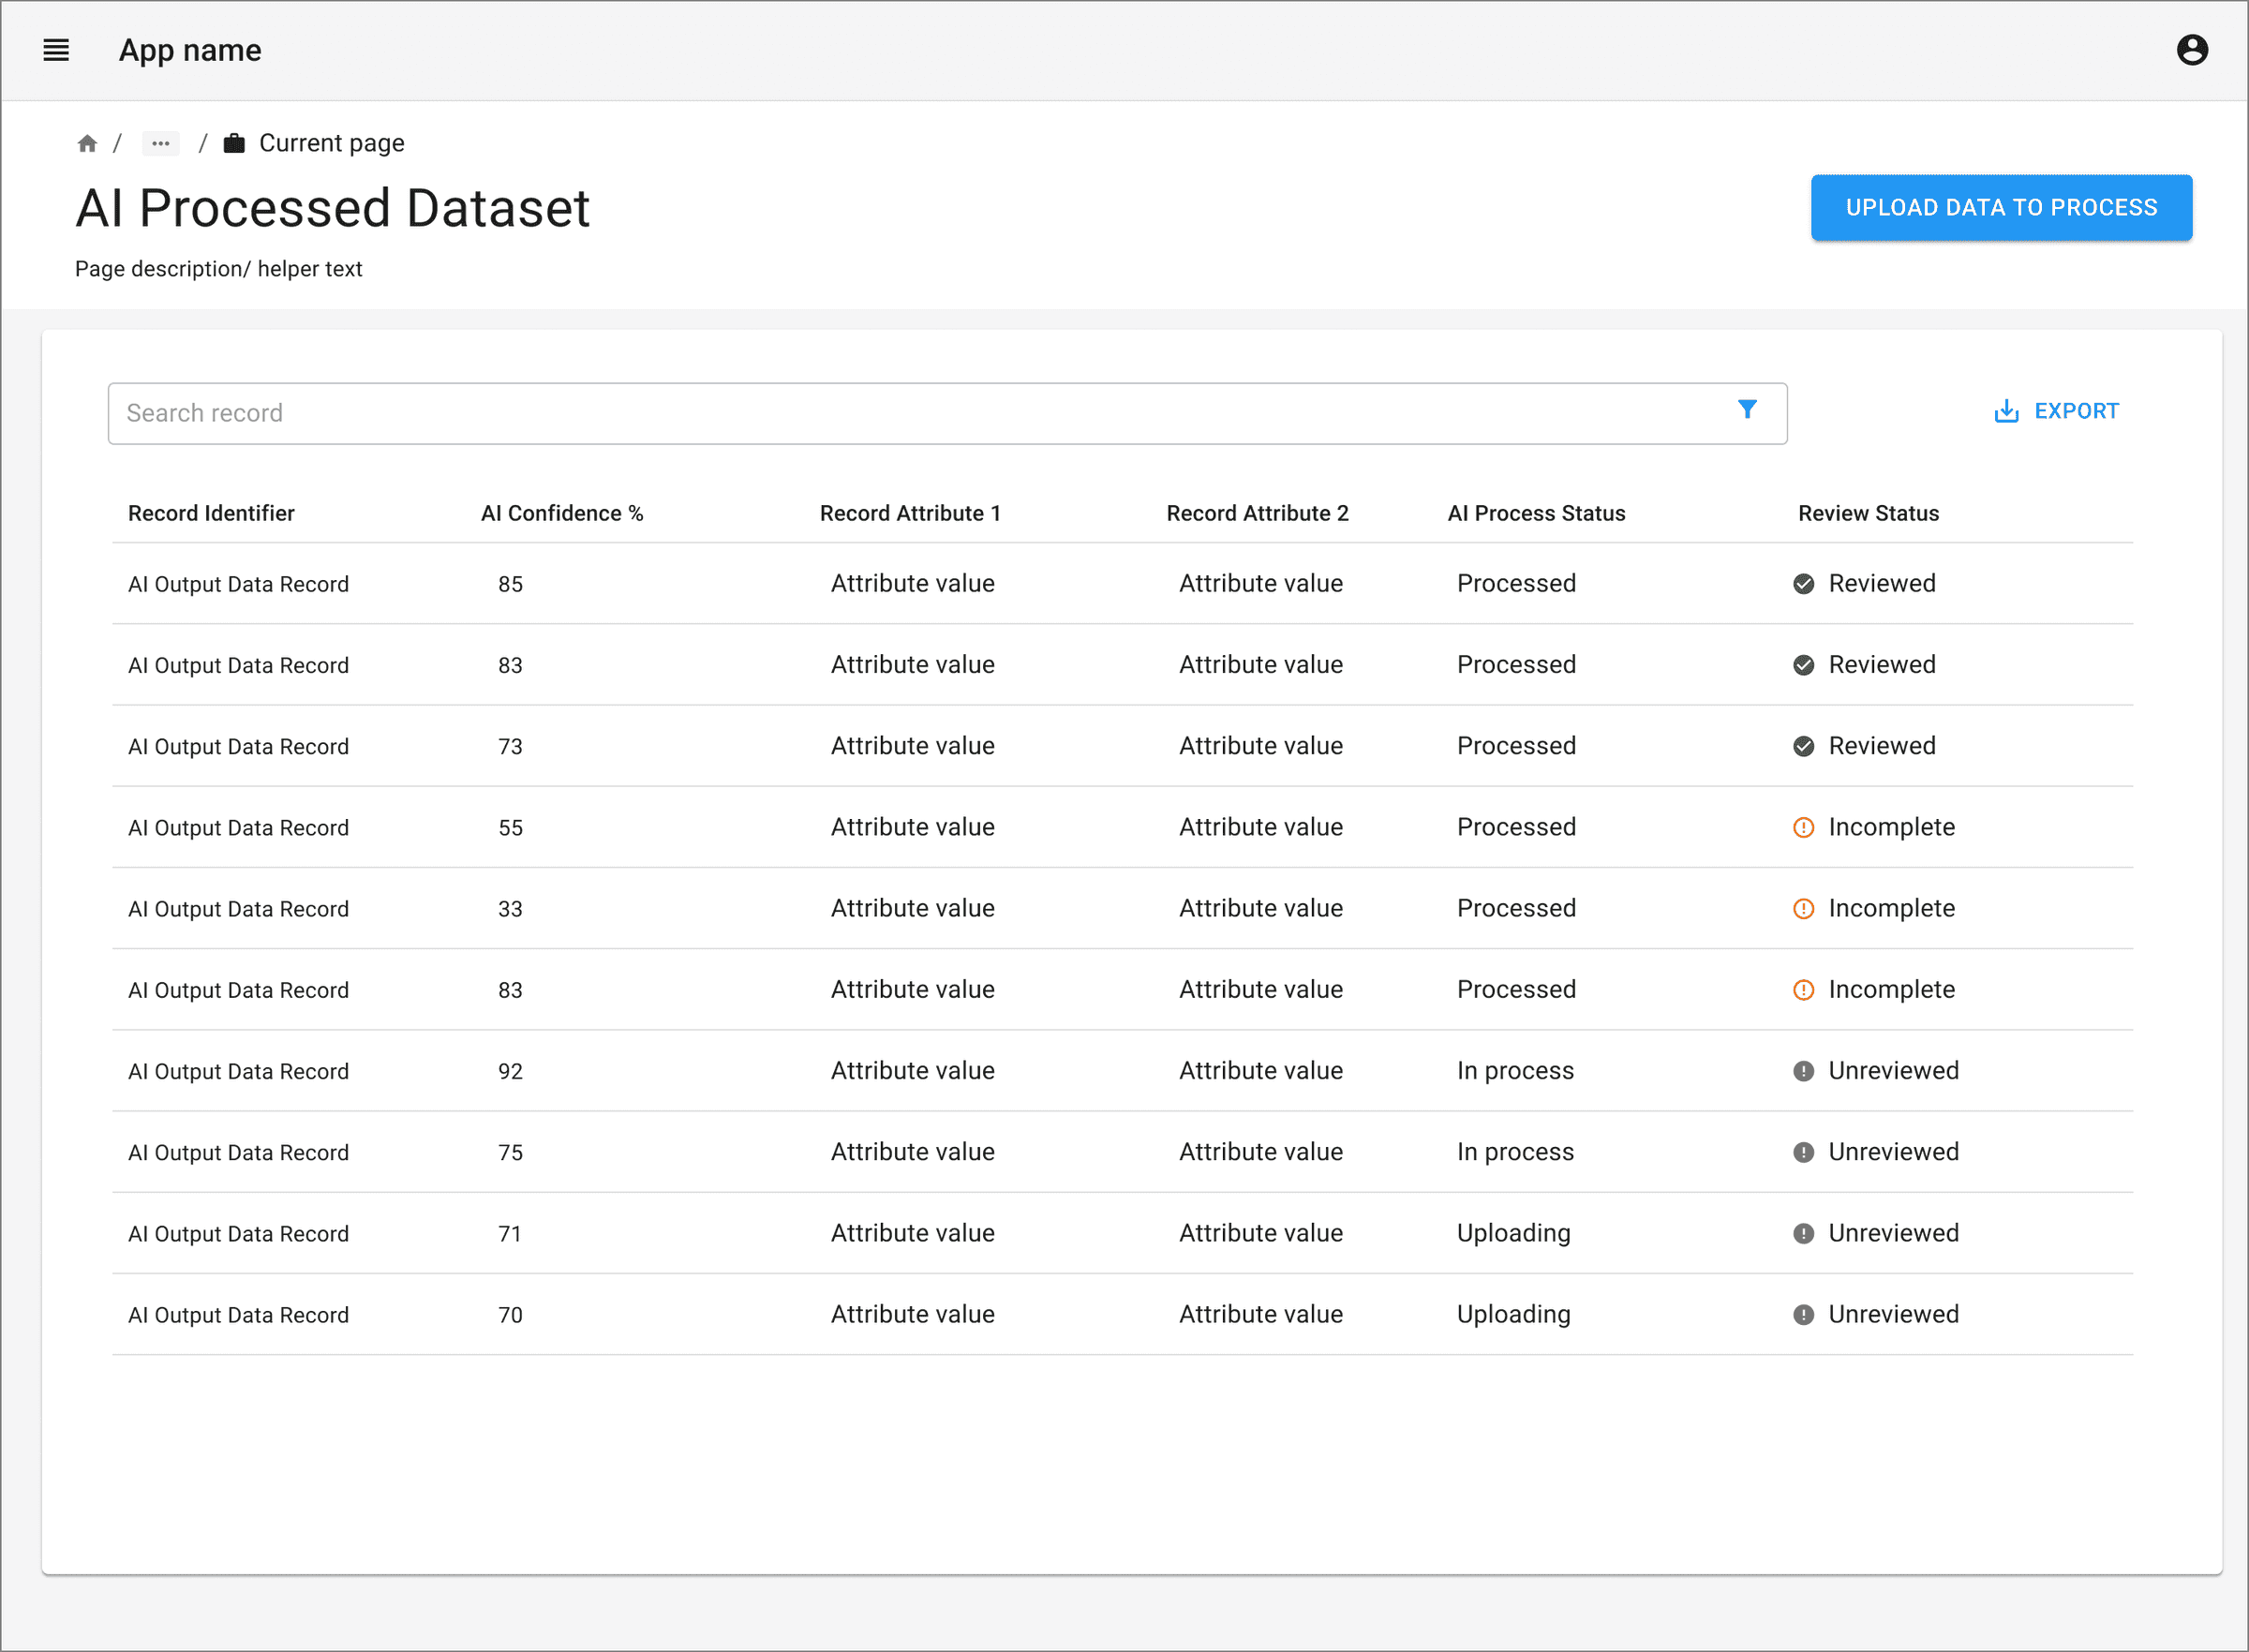 App name
/ ... / Current page
AI Processed Dataset
UPLOAD DATA TO PROCESS
Page description/ helper text
Search record
EXPORT
Record Identifier AI Confidence % Record Attribute 1 Record Attribute 2 AI Process Status Review Status
AI Output Data Record 85 Attribute value Attribute value Processed Reviewed
AI Output Data Record 83 Attribute value Attribute value Processed Reviewed
AI Output Data Record 73 Attribute value Attribute value Processed Reviewed
AI Output Data Record 55 Attribute value Attribute value Processed Incomplete
AI Output Data Record 33 Attribute value Attribute value Processed Incomplete
AI Output Data Record 83 Attribute value Attribute value Processed Incomplete
AI Output Data Record 92 Attribute value Attribute value In process Unreviewed
AI Output Data Record 75 Attribute value Attribute value In process Unreviewed
AI Output Data Record 71 Attribute value Attribute value Uploading Unreviewed
AI Output Data Record 70 Attribute value Attribute value Uploading Unreviewed